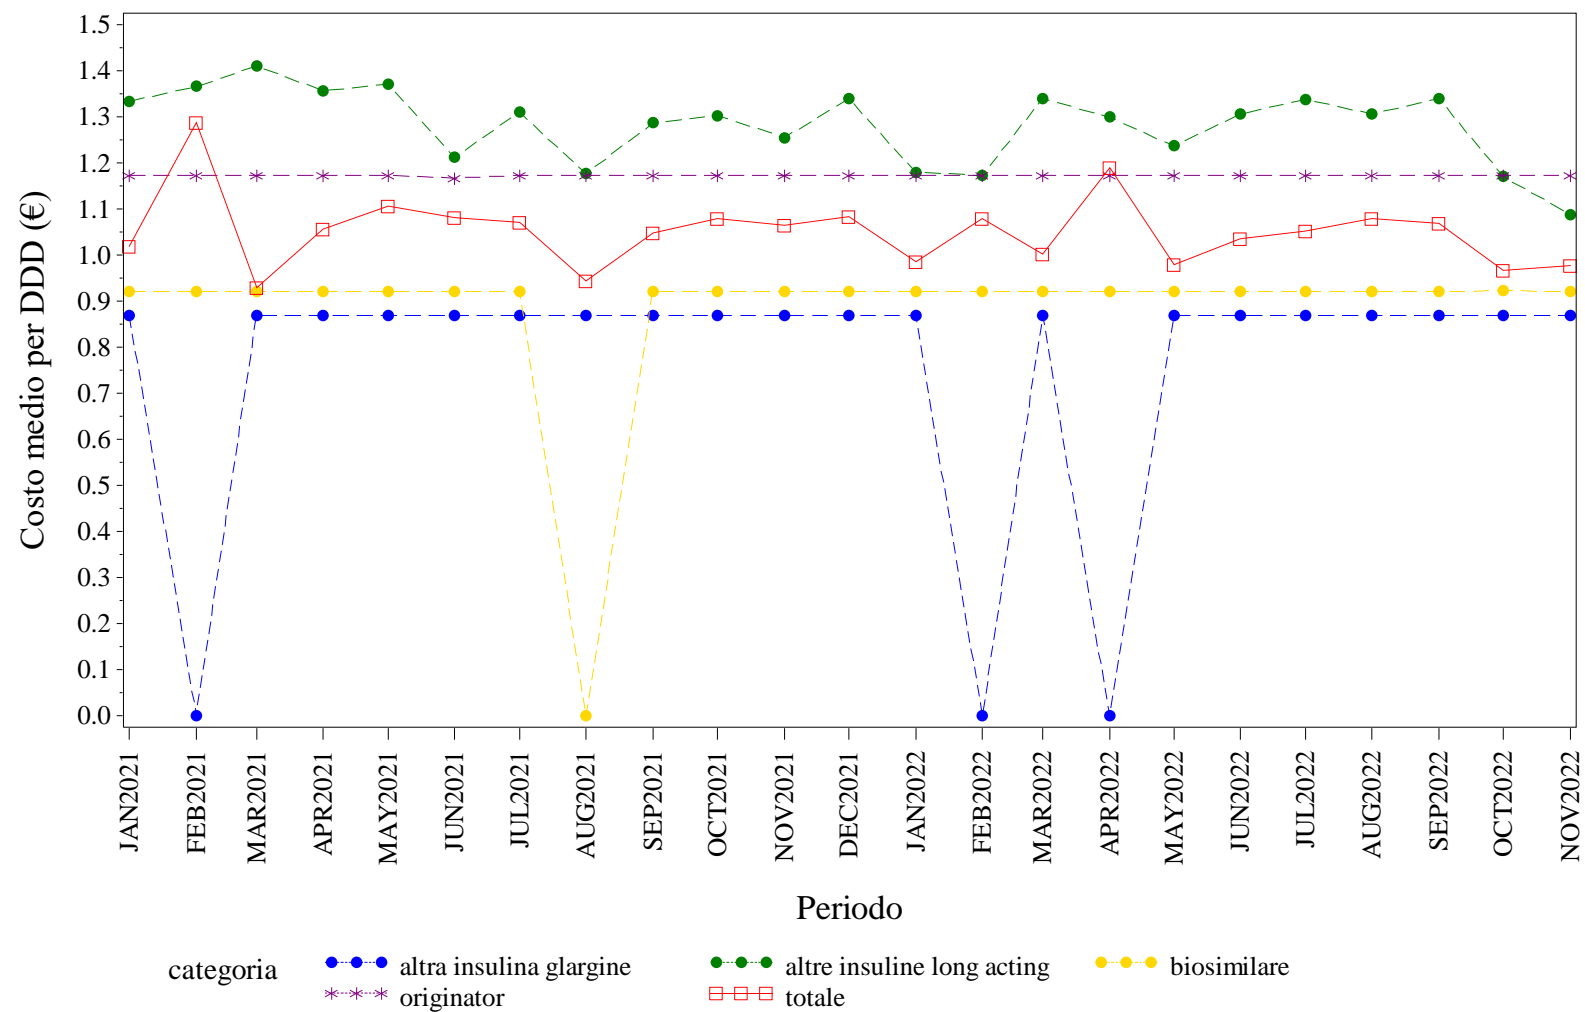 1.5
1.4
1.3
1.2
1.1
1.0
0.9
0.8
0.7
0.6
0.5
0.4
0.3
0.2
0.1
0.0
Costo medio per DDD (€)
JAN2021
FEB2021
MAR2021
APR2021
MAY2021
JUN2021
JUL2021
AUG2021
SEP2021
OCT2021
NOV2021
DEC2021
JAN2022
FEB2022
MAR2022
APR2022
MAY2022
JUN2022
JUL2022
AUG2022
SEP2022
OCT2022
NOV2022
Periodo
categoria altra insulina glargine altre insuline long acting biosimilare
originator totale